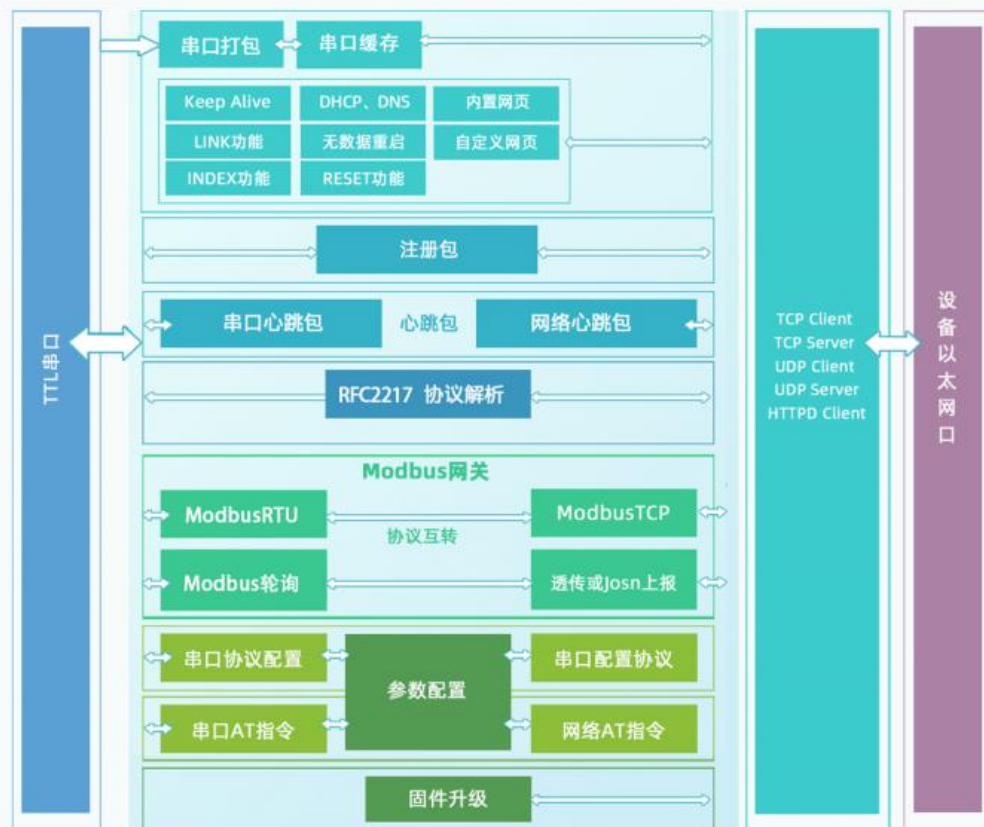 TTL串口
串口打包
串口缓存
Keep Alive
DHCP、DNS
内置网页
LINK功能
无数据重启
自定义网页
INDEX功能
RESET功能
注册包
串口心跳包
心跳包
网络心跳包
RFC2217 协议解析
Modbus网关
ModbusRTU
ModbusTCP
协议互转
Modbus轮询
透传或Josn上报
串口协议配置
参数配置
串口配置协议
串口AT指令
网络AT指令
固件升级
TCP Client
TCP Server
UDP Client
UDP Server
HTTPD Client
设备以太网口